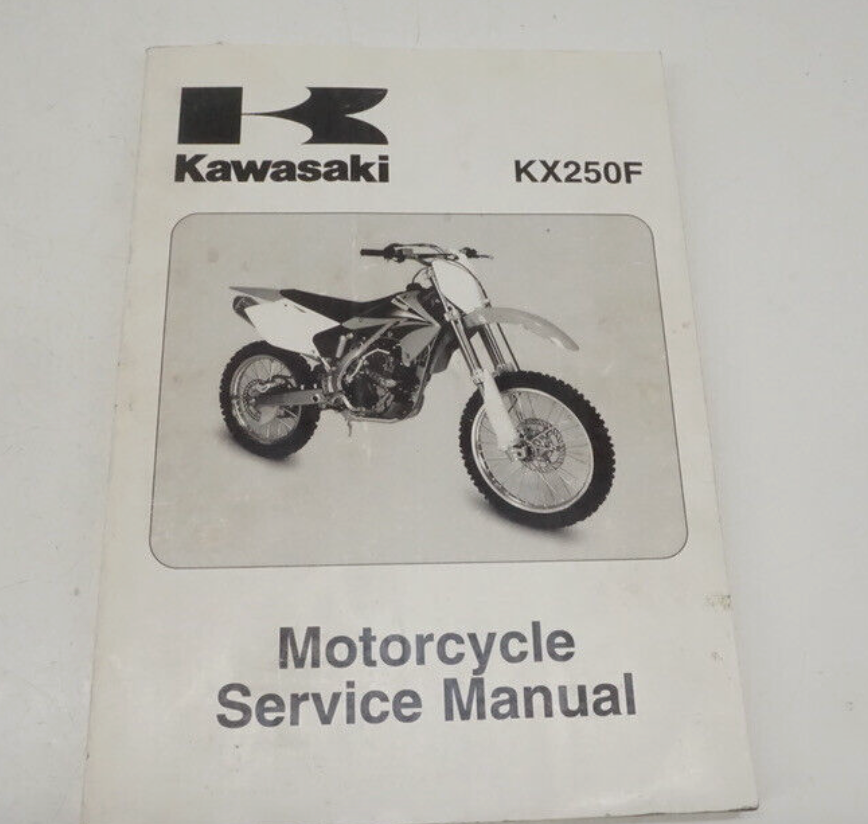 Kawasaki
KX250F
Motorcycle
Service Manual